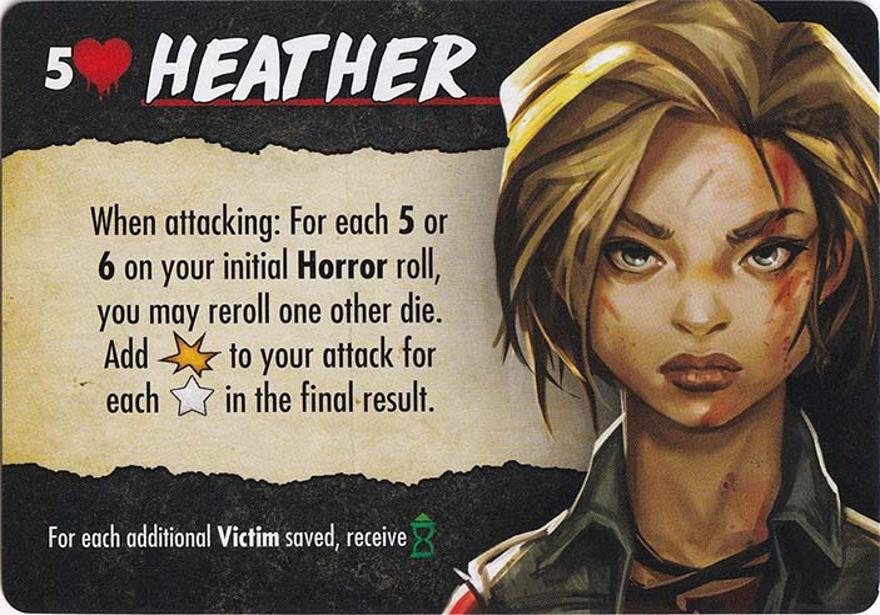 5 HEATHER
When attacking: For each 5 or
6 on your initial Horror roll,
you may reroll one other die.
Add to your attack for
each in the final result.
For each additional Victim saved, receive